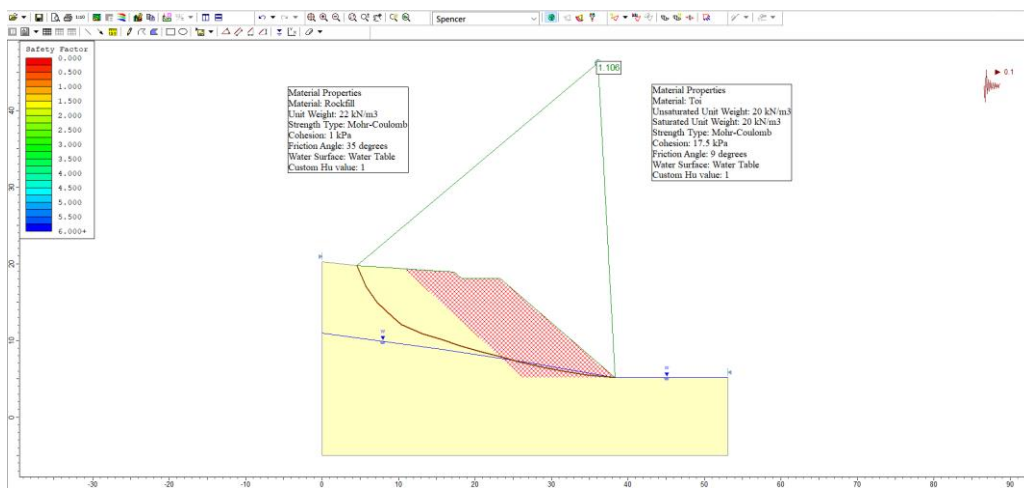 1:10
Spencer
Safety Factor
0.000
0.500
1.000
1.500
2.000
2.500
3.000
3.500
4.000
4.500
5.000
5.500
6.000+
1.106
0.1
Material Properties
Material: Rockfill
Unit Weight: 22 kN/m3
Strength Type: Mohr-Coulomb
Cohesion: 1 kPa
Friction Angle: 35 degrees
Water Surface: Water Table
Custom Hu value: 1
Material Properties
Material: Toi
Unsaturated Unit Weight: 20 kN/m3
Saturated Unit Weight: 20 kN/m3
Strength Type: Mohr-Coulomb
Cohesion: 17.5 kPa
Friction Angle: 9 degrees
Water Surface: Water Table
Custom Hu value: 1
40
30
20
10
0
W
W
-30
-20
-10
0
10
20
30
40
50
60
70
80
90